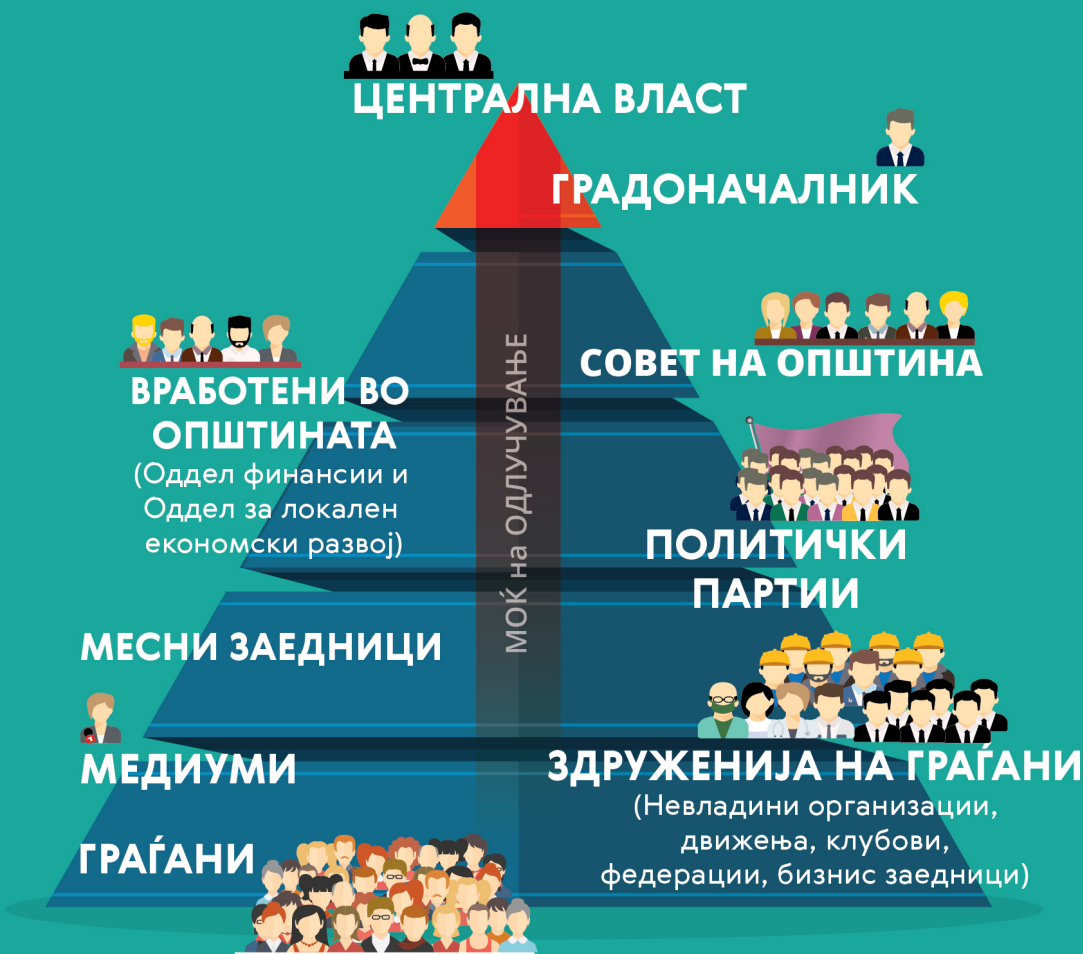 ЦЕНТРАЛНА ВЛАСТ
ГРАДОНАЧАЛНИК
СОВЕТ НА ОПШТИНА
ВРАБОТЕНИ ВО
ОПШТИНАТА
(Оддел финансии и
Оддел за локален
економски развој)
МОЌ на ОДЛУЧУВАЊЕ
ПОЛИТИЧКИ
ПАРТИИ
МЕСНИ ЗАЕДНИЦИ
МЕДИУМИ
ЗДРУЖЕНИЈА НА ГРАЃАНИ
(Невладини организации,
движења, клубови,
федерации, бизнис заедници)
ГРАЃАНИ